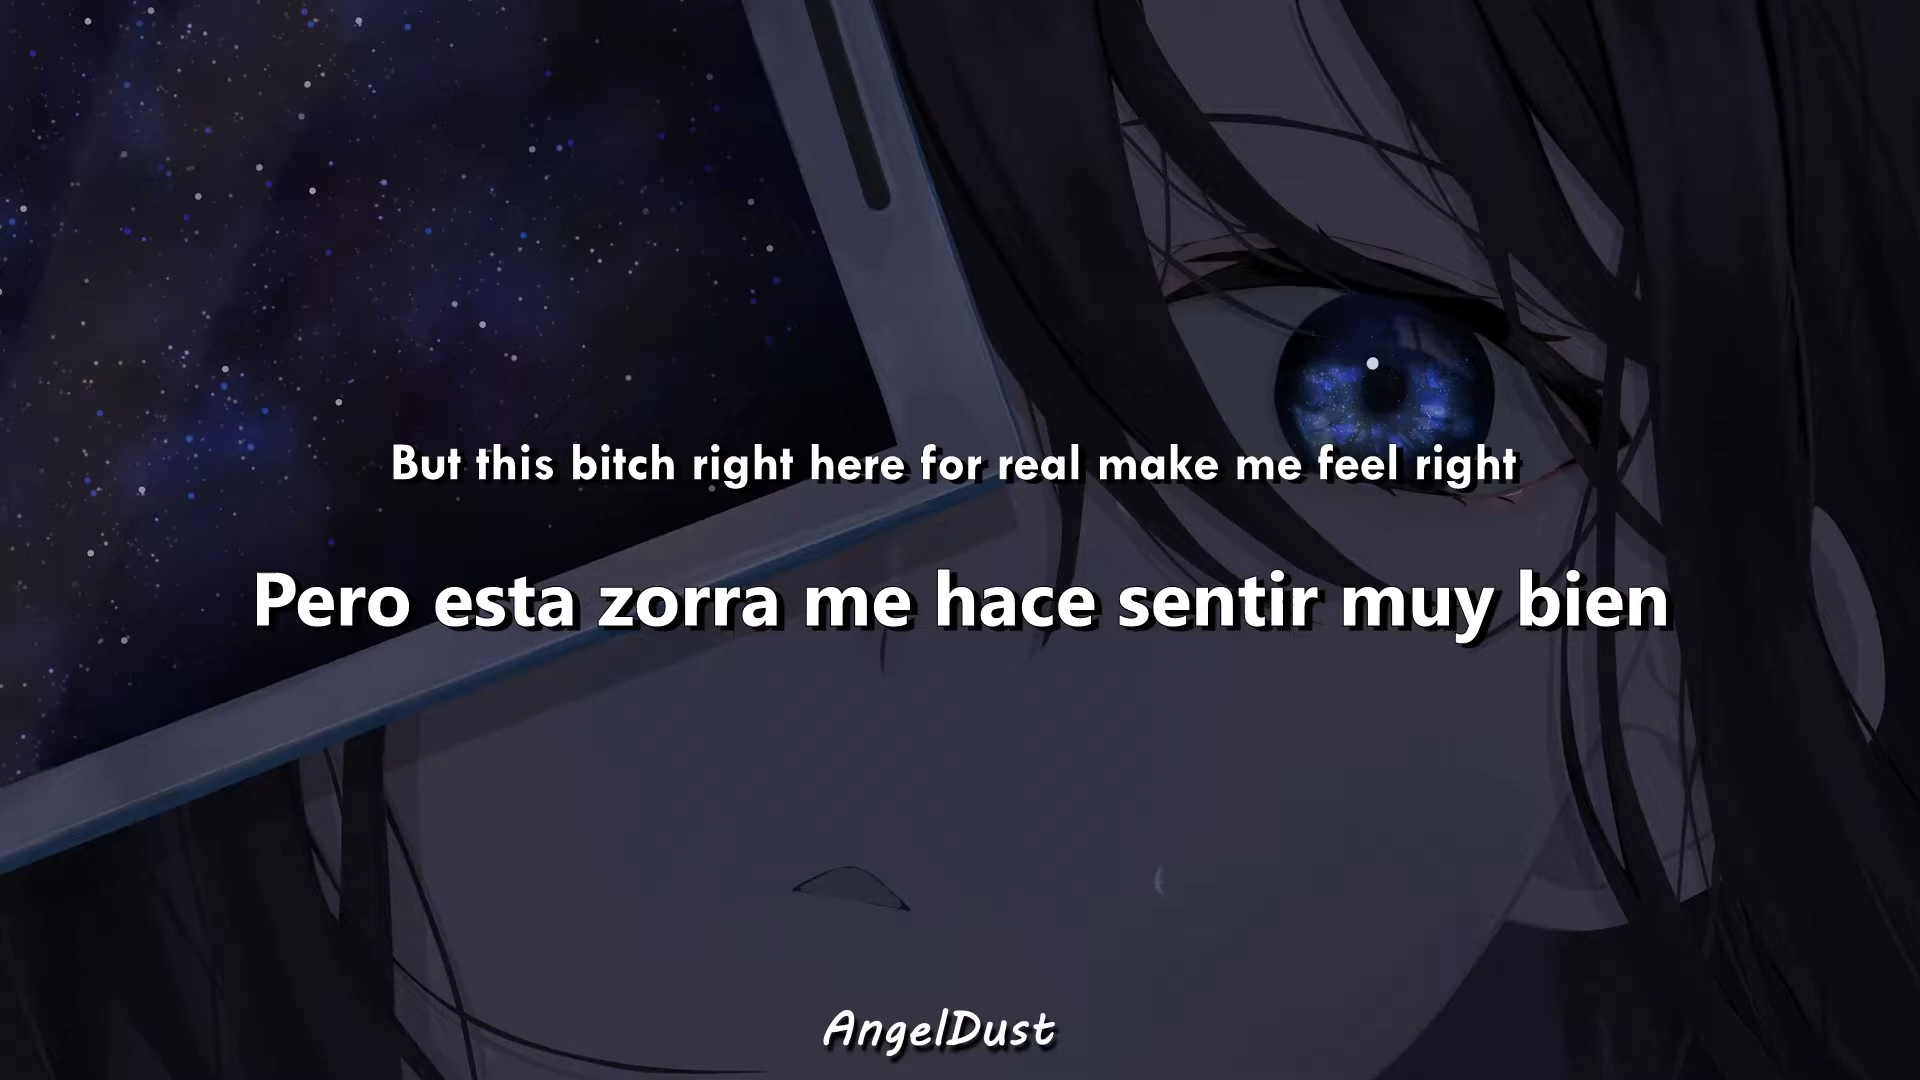 But this bitch right here for real make me feel right
Pero esta zorra me hace sentir muy bien
AngelDust